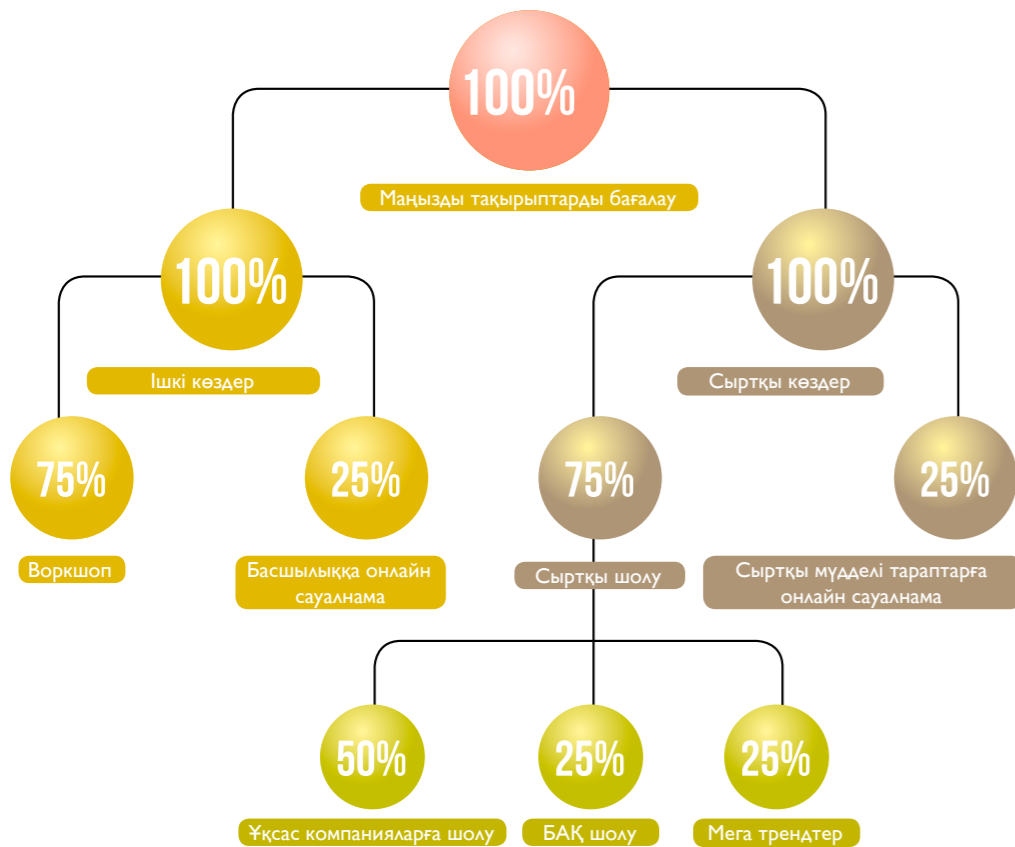 100%
Маңызды тақырыптарды бағалау
100%
100%
Ішкі көздер
Сыртқы көздер
75%
25%
75%
25%
Воркшоп
Басшылыққа онлайн
сауалнама
Сыртқы шолу
Сыртқы мүдделі тараптарға
онлайн сауалнама
50%
25%
25%
Ұқсас компанияларға шолу
БАҚ шолу
Мега трендтер